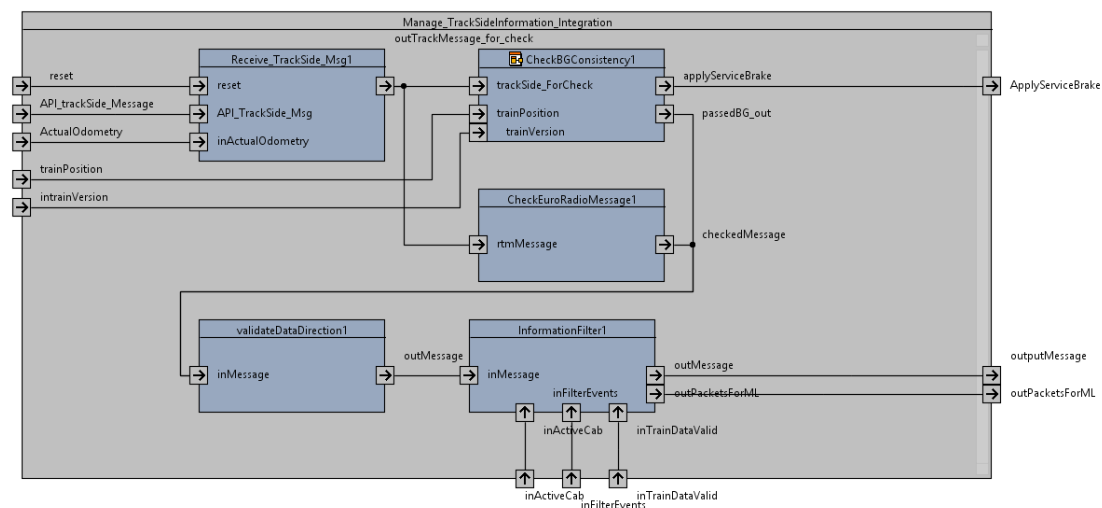 Manage_TrackSideInformation_Integration
outTrackMessage_for_check
Receive_TrackSide_Msg1
CheckBGConsistency1
reset
reset
trackSide_ForCheck
applyServiceBrake
ApplyServiceBrake
API_trackSide_Message
API_TrackSide_Msg
trainPosition
passedBG_out
ActualOdometry
inActualOdometry
trainVersion
trainPosition
intrainVersion
CheckEuroRadioMessage1
rtmMessage
checkedMessage
validateDataDirection1
InformationFilter1
outMessage
outMessage
outputMessage
inMessage
inMessage
inFilterEvents
outPacketsForML
outPacketsForML
inActiveCab
inTrainDataValid
inActiveCab
inTrainDataValid
inFilterEvents